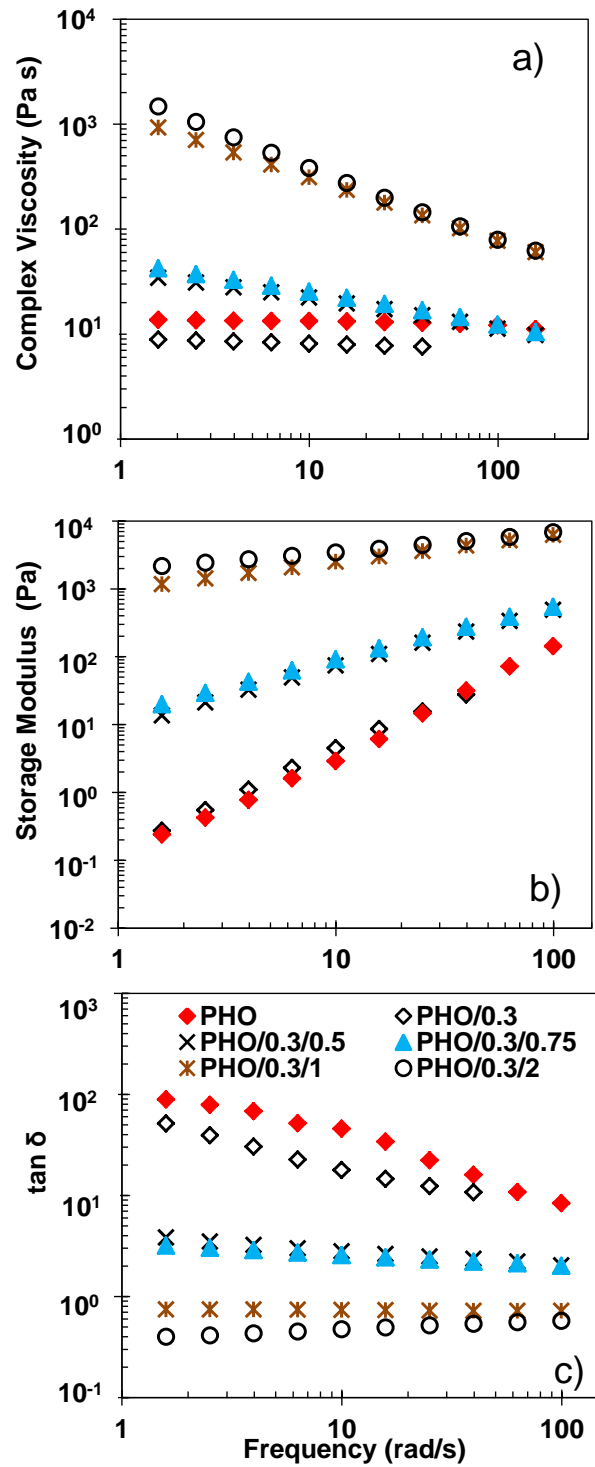 a)
Complex Viscosity (Pa s)
10⁴
10³
10²
10¹
10⁰
1 10 100
b)
Storage Modulus (Pa)
10⁴
10³
10²
10¹
10⁰
10⁻¹
10⁻²
1 10 100
tan δ
10³
10²
10¹
10⁰
10⁻¹
PHO PHO/0.3
PHO/0.3/0.5 PHO/0.3/0.75
PHO/0.3/1 PHO/0.3/2
c)
1 10 100
Frequency (rad/s)